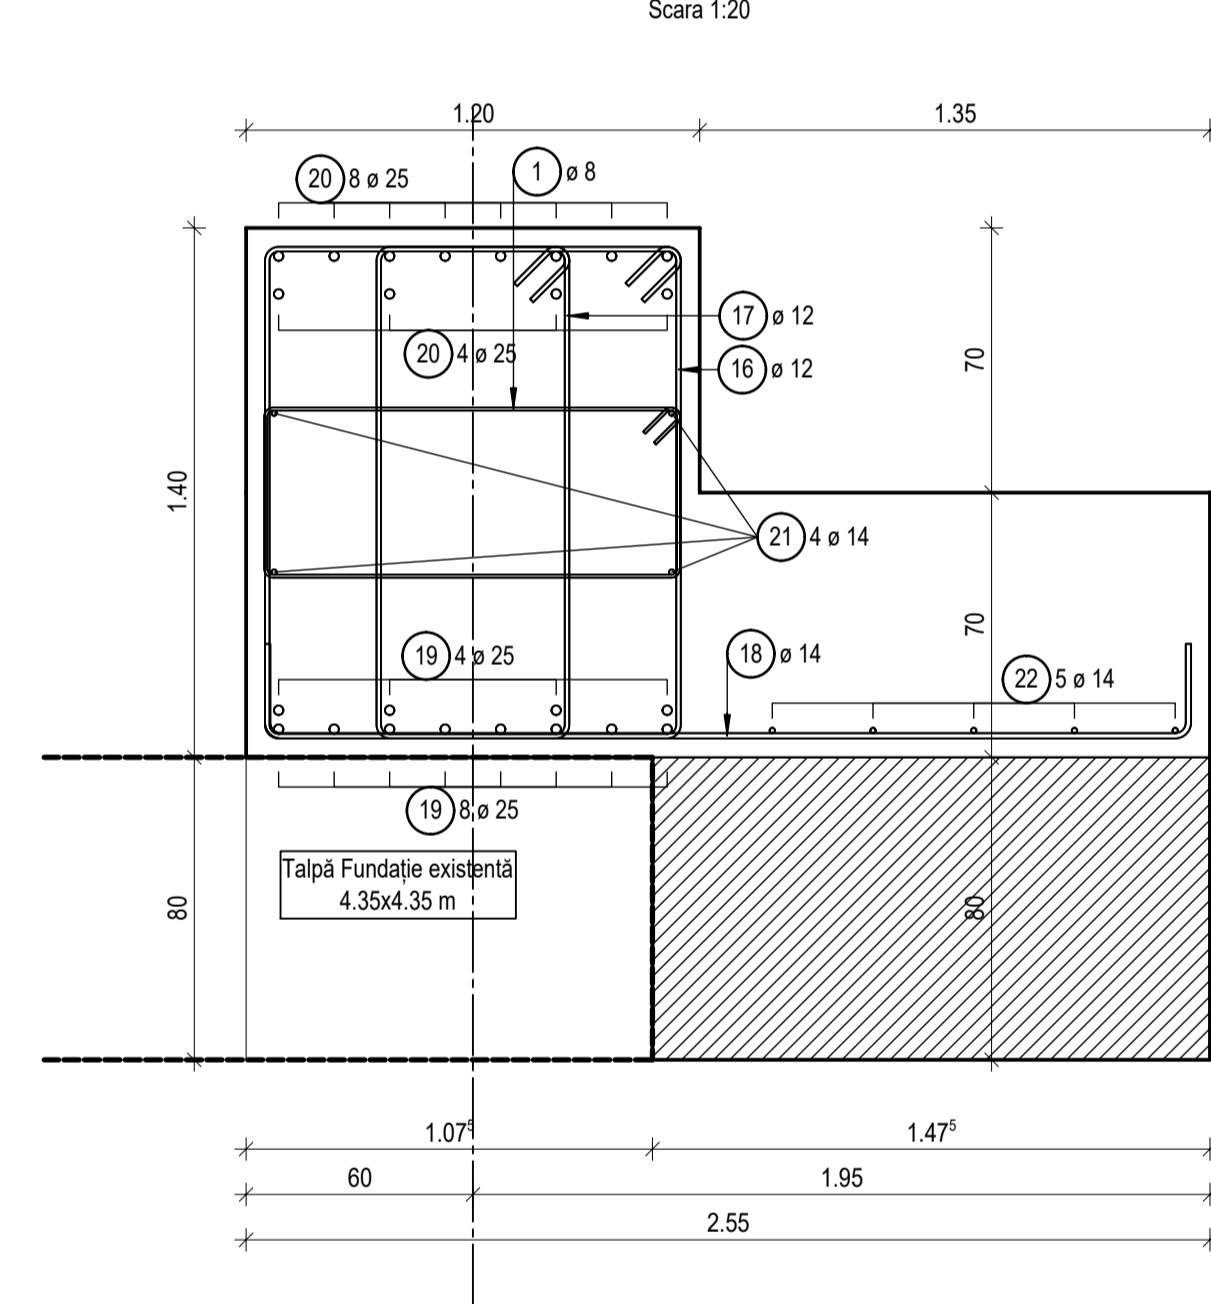 Scara 1:20
1.20
1.35
20 8 ø 25
1 ø 8
17 ø 12
20 4 ø 25
16 ø 12
70
1.40
21 4 ø 14
70
19 4 ø 25
18 ø 14
22 5 ø 14
19 8 ø 25
Talpă Fundație existentă
4.35x4.35 m
80
80
1.07⁵
1.47⁵
60
1.95
2.55